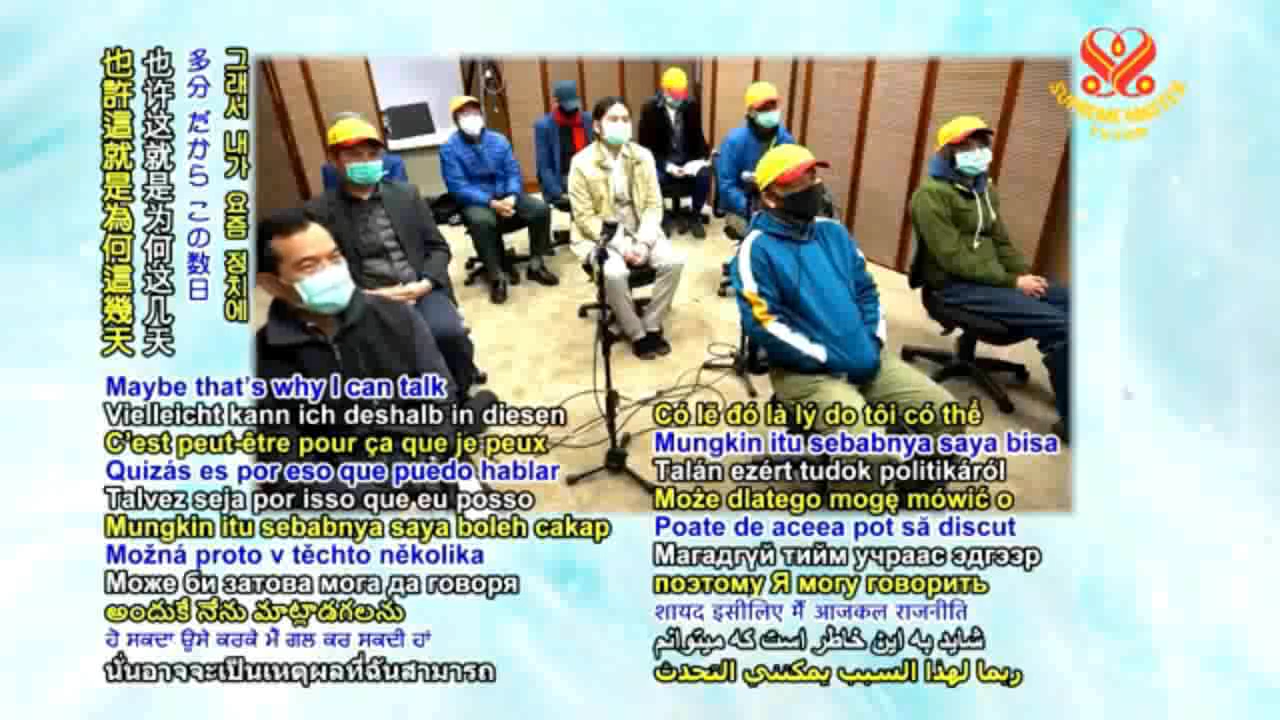 也許這就是為何這幾天
也许这就是为何这几天
多分 だから この数日
그래서 내가 요즘 정치에
SUPREME MASTER
Maybe that's why I can talk
Vielleicht kann ich deshalb in diesen
C'est peut-être pour ça que je peux
Quizás es por eso que puedo hablar
Talvez seja por isso que eu posso
Mungkin itu sebabnya saya boleh cakap
Možná proto v těchto několika
Може би затова мога да говоря
అందుకే నేను మాట్లాడగలను
ਹੋ ਸਕਦਾ ਉਸੇ ਕਰਕੇ ਮੈਂ ਗਲ ਕਰ ਸਕਦੀ ਹਾਂ
นั่นอาจจะเป็นเหตุผลที่ฉันสามารถ
Có lẽ đó là lý do tôi có thể
Mungkin itu sebabnya saya bisa
Talán ezért tudok politikáról
Może dlatego mogę mówić o
Poate de aceea pot să discut
Магадгүй тийм учраас эдгээр
поэтому Я могу говорить
शायद इसीलिए मैं आजकल राजनीति
شاید به این خاطر است که میتوانم
ربما لهذا السبب يمكنني التحدث